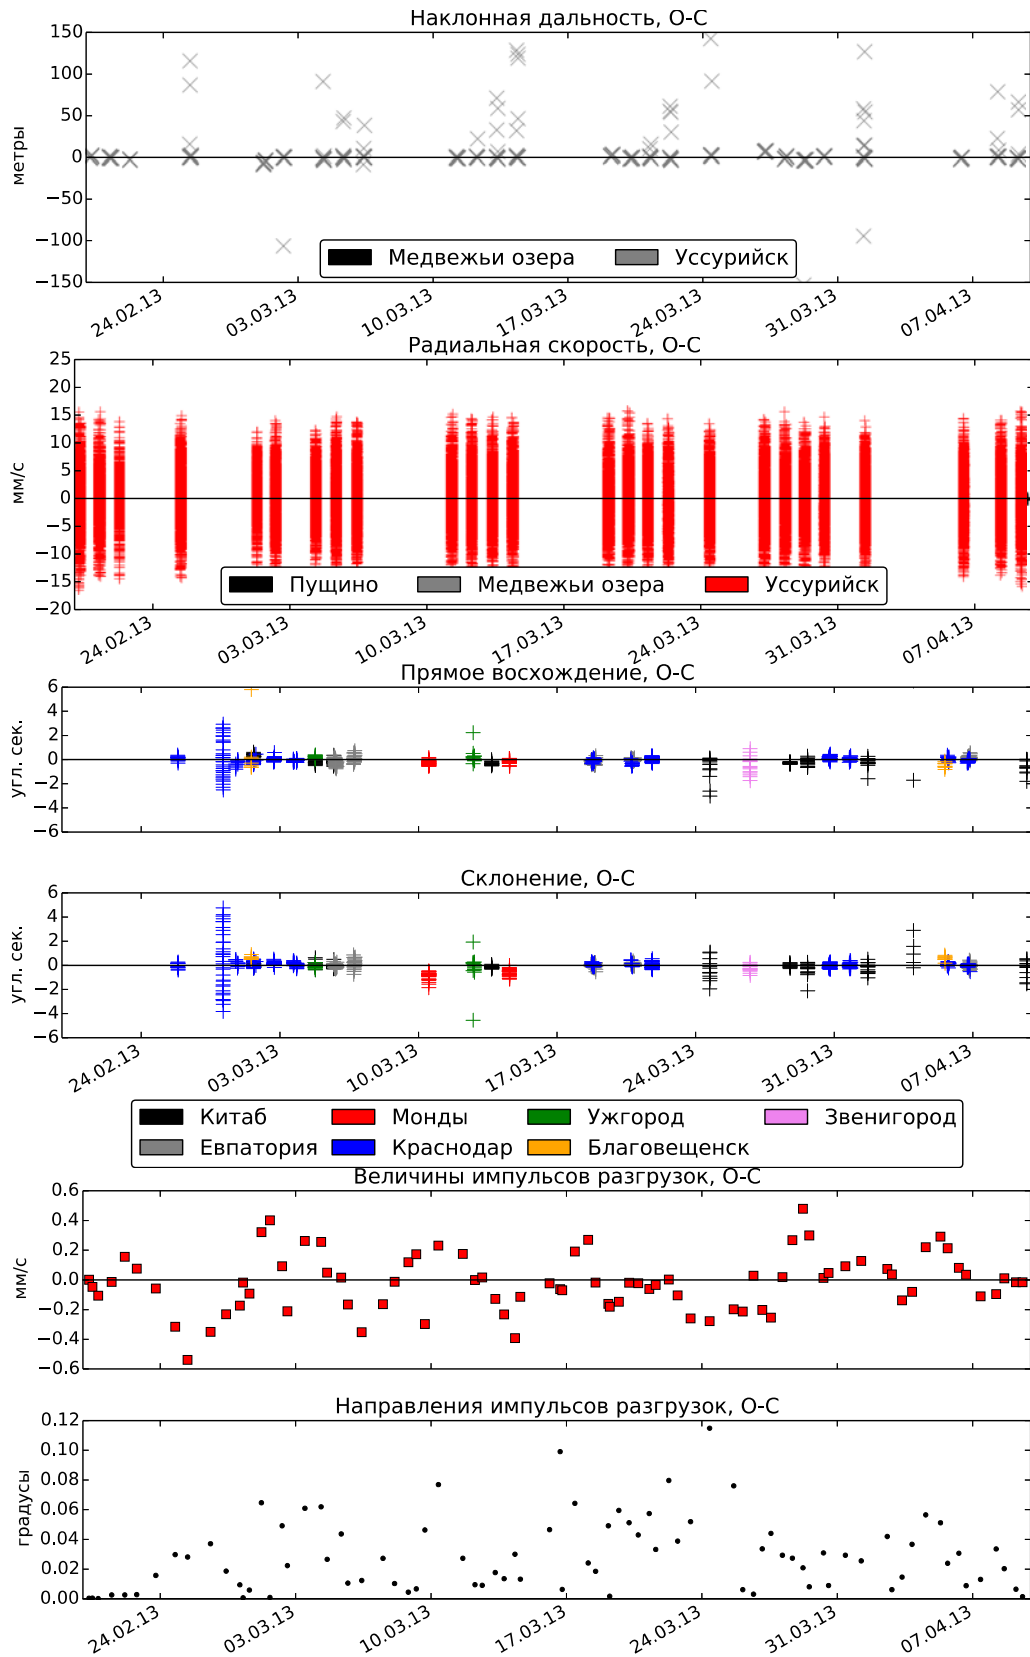 Наклонная дальность, О-С
150
100
50
0
−50
−100
−150
метры
Медвежьи озера Уссурийск
24.02.13 03.03.13 10.03.13 17.03.13 24.03.13 31.03.13 07.04.13
Радиальная скорость, О-С
25
20
15
10
5
0
−5
−10
−15
−20
мм/с
Пущино Медвежьи озера Уссурийск
24.02.13 03.03.13 10.03.13 17.03.13 24.03.13 31.03.13 07.04.13
Прямое восхождение, О-С
6
4
2
0
−2
−4
−6
угл. сек.
Склонение, О-С
6
4
2
0
−2
−4
−6
угл. сек.
24.02.13 03.03.13 10.03.13 17.03.13 24.03.13 31.03.13 07.04.13
Китаб Монды Ужгород Звенигород
Евпатория Краснодар Благовещенск
Величины импульсов разгрузок, О-С
0.6
0.4
0.2
0.0
−0.2
−0.4
−0.6
мм/с
Направления импульсов разгрузок, О-С
0.12
0.10
0.08
0.06
0.04
0.02
0.00
градусы
24.02.13 03.03.13 10.03.13 17.03.13 24.03.13 31.03.13 07.04.13